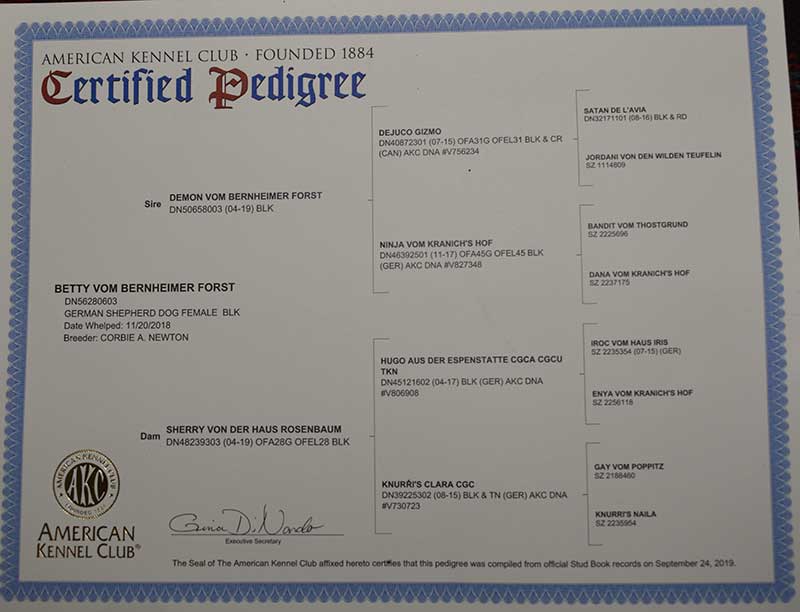 AMERICAN KENNEL CLUB · FOUNDED 1884
Certified Pedigree
BETTY VOM BERNHEIMER FORST
DN56280603
GERMAN SHEPHERD DOG FEMALE BLK
Date Whelped: 11/20/2018
Breeder: CORBIE A. NEWTON
Sire DEMON VOM BERNHEIMER FORST
DN50658003 (04-19) BLK
Dam SHERRY VON DER HAUS ROSENBAUM
DN48239303 (04-19) OFA28G OFEL28 BLK
DEJUCO GIZMO
DN40872301 (07-15) OFA31G OFEL31 BLK & CR
(CAN) AKC DNA #V756234
NINJA VOM KRANICH'S HOF
DN46392501 (11-17) OFA45G OFEL45 BLK
(GER) AKC DNA #V827348
HUGO AUS DER ESPENSTATTE CGCA CGCU
TKN
DN45121602 (04-17) BLK (GER) AKC DNA
#V806908
KNURRI'S CLARA CGC
DN39225302 (08-15) BLK & TN (GER) AKC DNA
#V730723
SATAN DE L'AVIA
DN32171101 (08-16) BLK & RD
JORDANI VON DEN WILDEN TEUFELIN
SZ 1114809
BANDIT VOM THOSTGRUND
SZ 2225696
DANA VOM KRANICH'S HOF
SZ 2237175
IROC VOM HAUS IRIS
SZ 2235354 (07-15) (GER)
ENYA VOM KRANICH'S HOF
SZ 2256118
GAY VOM POPPITZ
SZ 2188460
KNURRI'S NAILA
SZ 2235954
AMERICAN KENNEL CLUB
AKC
FOUNDED 1884
AMERICAN
KENNEL CLUB®
Gina DiNardo
Executive Secretary
The Seal of The American Kennel Club affixed hereto certifies that this pedigree was compiled from official Stud Book records on September 24, 2019.